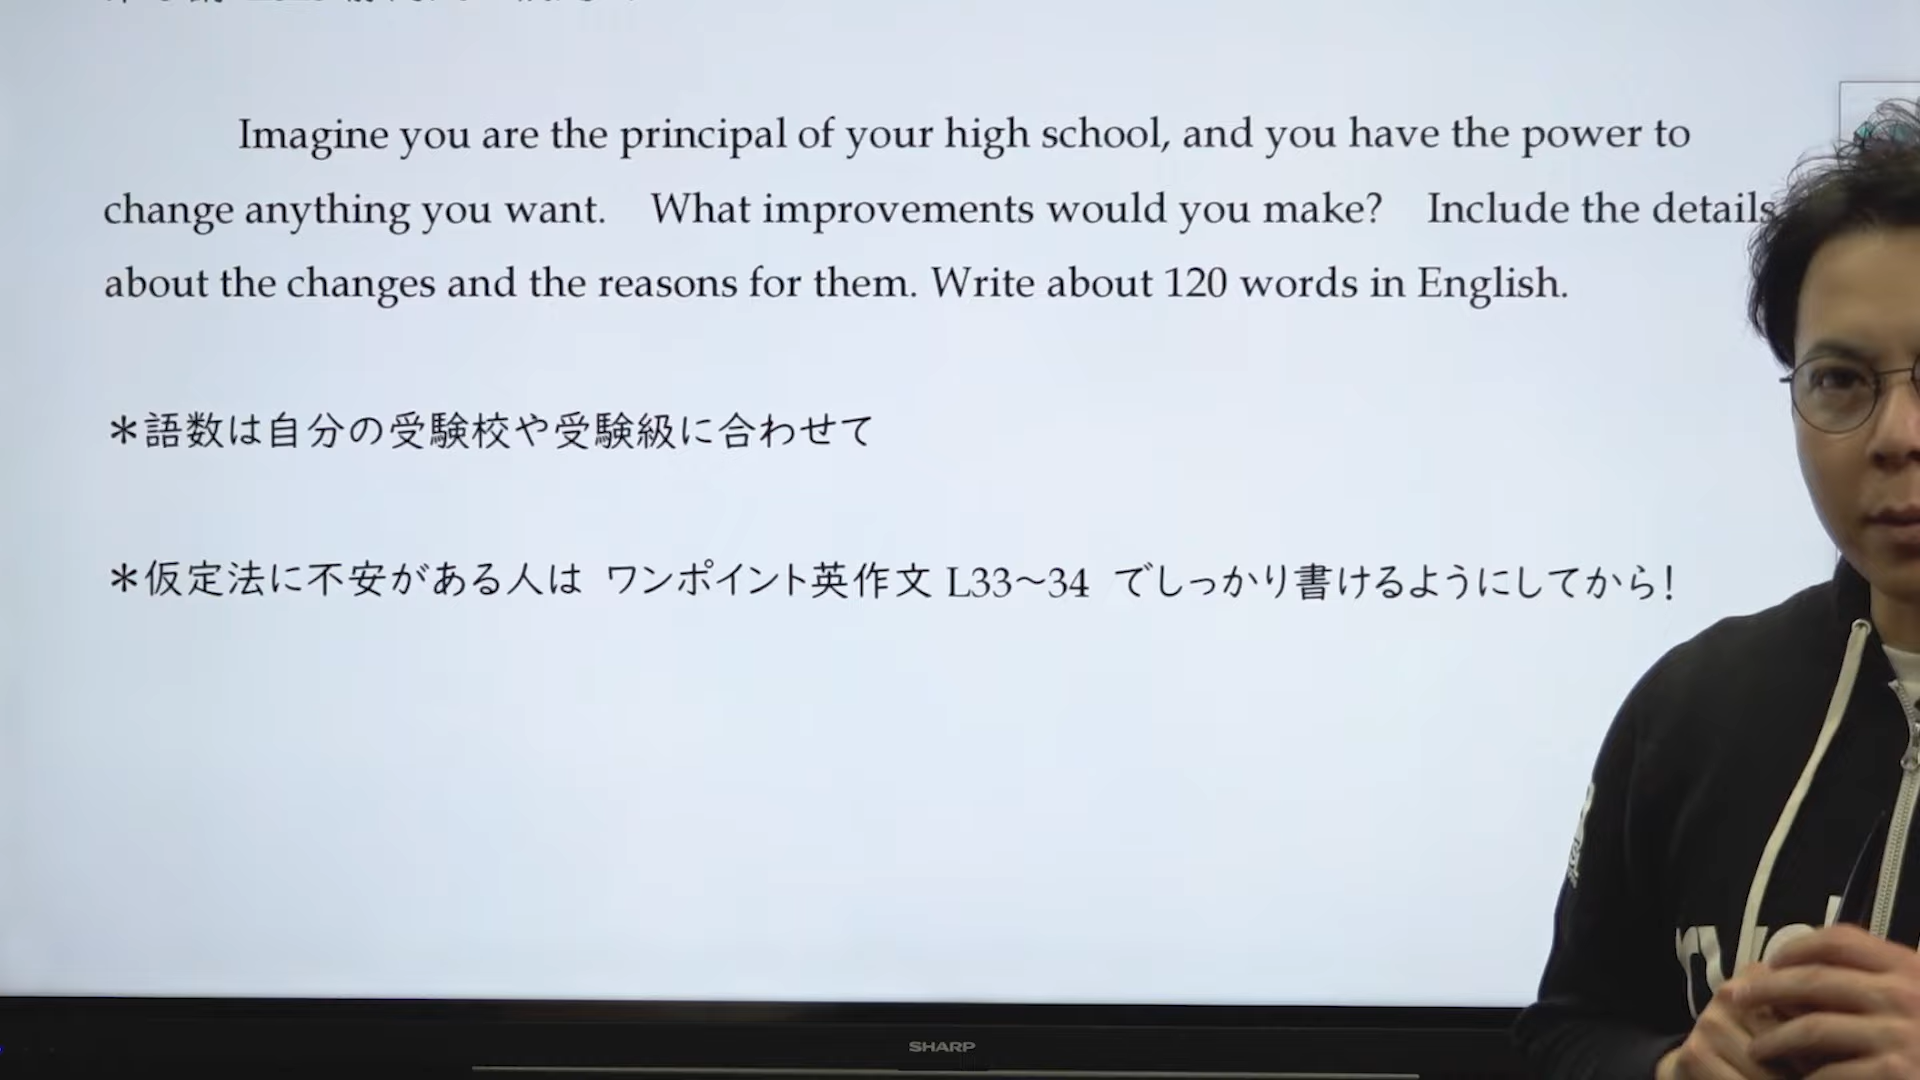 Imagine you are the principal of your high school, and you have the power to
change anything you want. What improvements would you make? Include the details
about the changes and the reasons for them. Write about 120 words in English.
＊語数は自分の受験校や受験級に合わせて
＊仮定法に不安がある人は ワンポイント英作文 L33～34 でしっかり書けるようにしてから！
SHARP